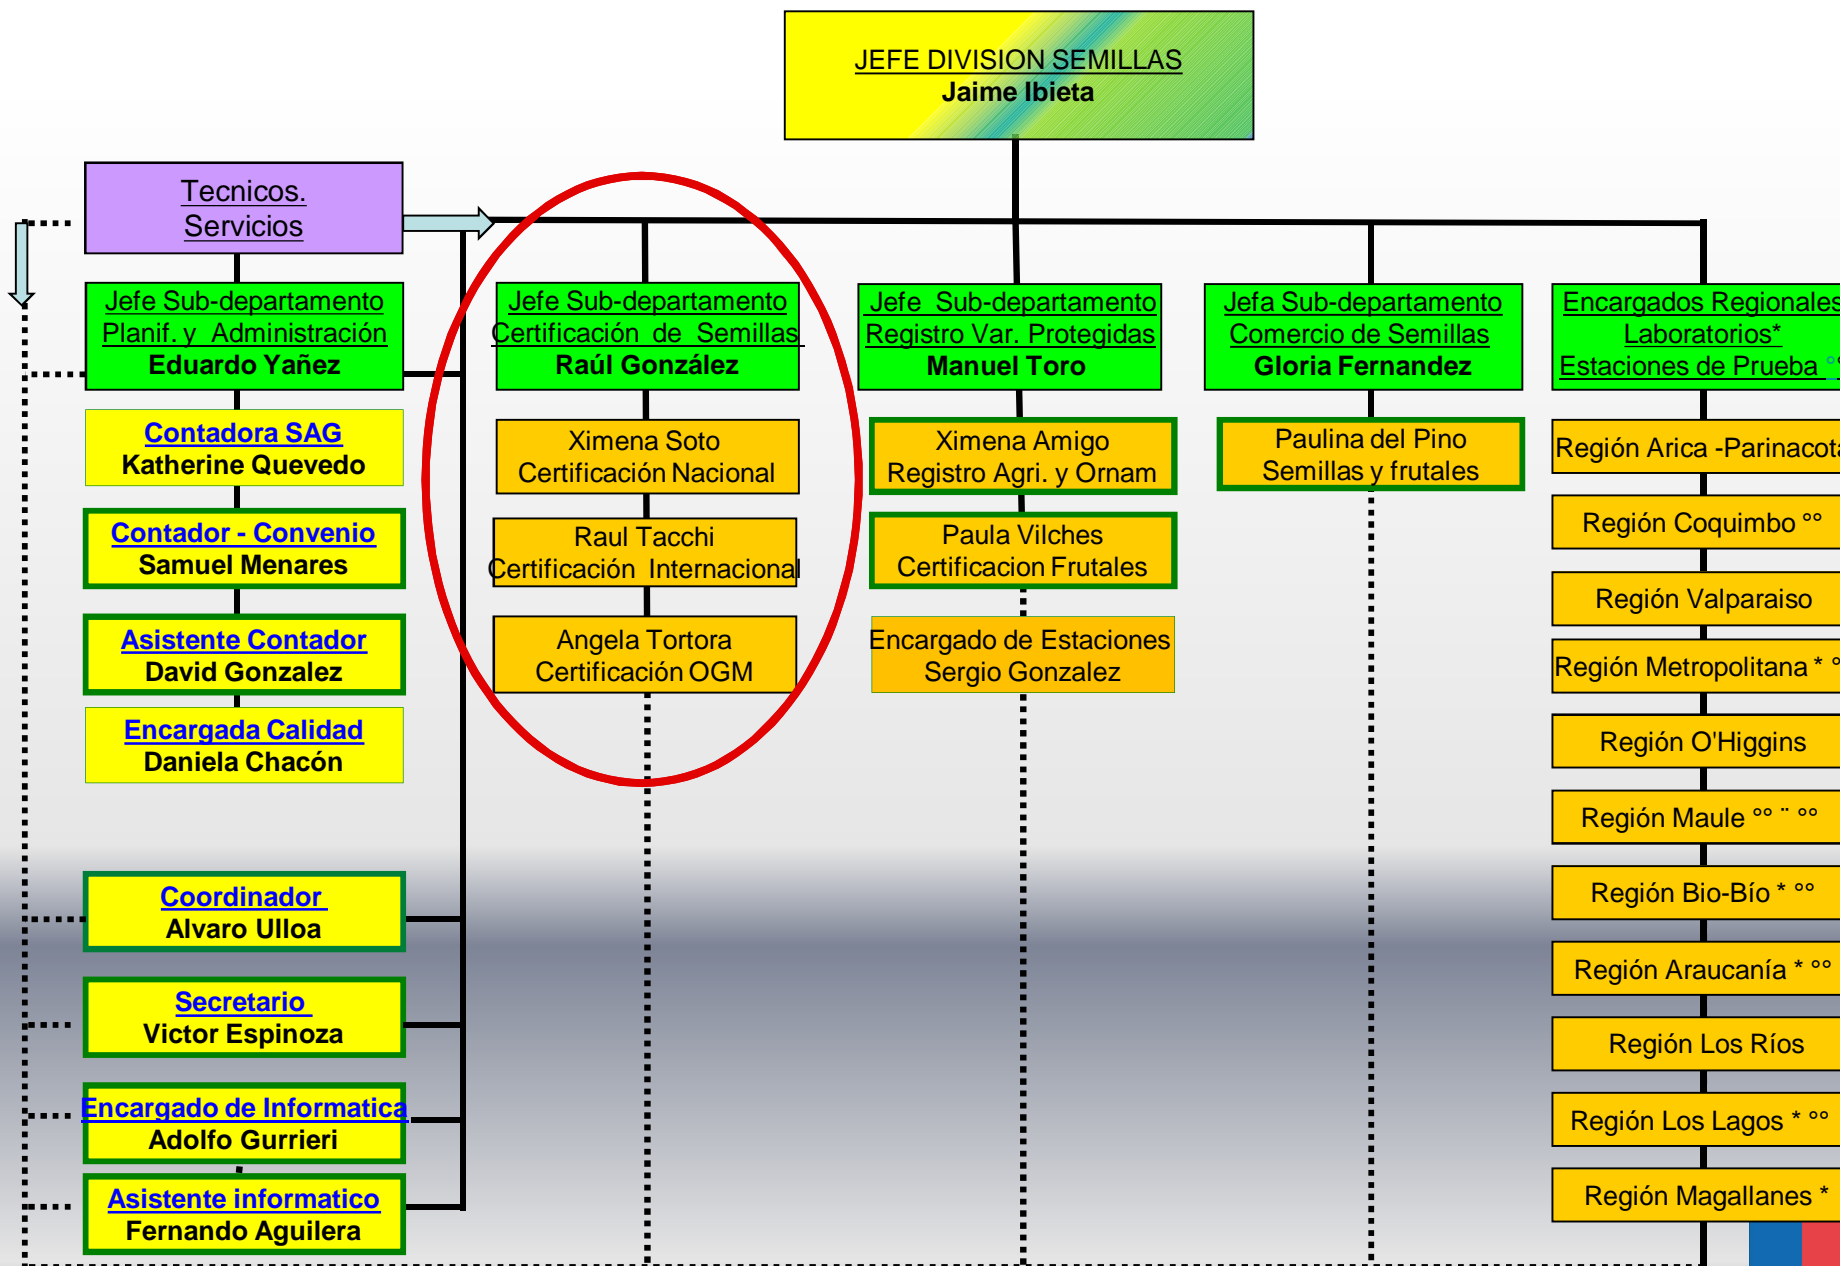 JEFE DIVISION SEMILLAS
Jaime Ibieta
Tecnicos.
Servicios
Jefe Sub-departamento
Planif. y Administración
Eduardo Yañez
Contadora SAG
Katherine Quevedo
Contador - Convenio
Samuel Menares
Asistente Contador
David Gonzalez
Encargada Calidad
Daniela Chacón
Coordinador
Alvaro Ulloa
Secretario
Victor Espinoza
Encargado de Informatica
Adolfo Gurrieri
Asistente informatico
Fernando Aguilera
Jefe Sub-departamento
Certificación de Semillas
Raúl González
Ximena Soto
Certificación Nacional
Raul Tacchi
Certificación Internacional
Angela Tortora
Certificación OGM
Jefe Sub-departamento
Registro Var. Protegidas
Manuel Toro
Ximena Amigo
Registro Agri. y Ornam
Paula Vilches
Certificacion Frutales
Encargado de Estaciones
Sergio Gonzalez
Jefa Sub-departamento
Comercio de Semillas
Gloria Fernandez
Paulina del Pino
Semillas y frutales
Encargados Regionales
Laboratorios*
Estaciones de Prueba °°
Región Arica -Parinacota
Región Coquimbo °°
Región Valparaiso
Región Metropolitana * °
Región O'Higgins
Región Maule °° ¨ °°
Región Bio-Bío * °°
Región Araucanía * °°
Región Los Ríos
Región Los Lagos * °°
Región Magallanes *